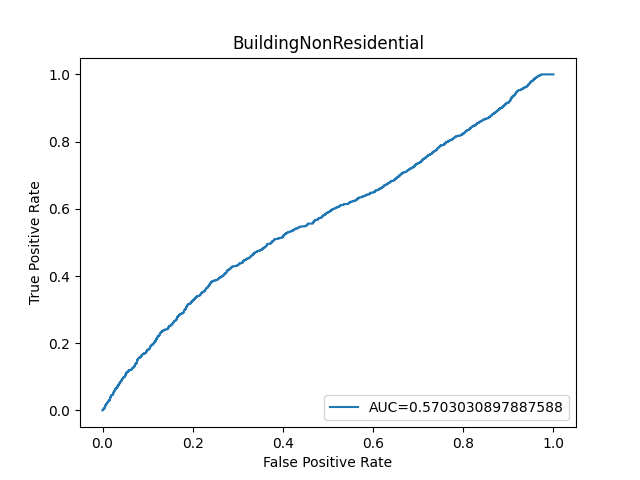 BuildingNonResidential
True Positive Rate
1.0
0.8
0.6
0.4
0.2
0.0
AUC=0.5703030897887588
0.0 0.2 0.4 0.6 0.8 1.0
False Positive Rate